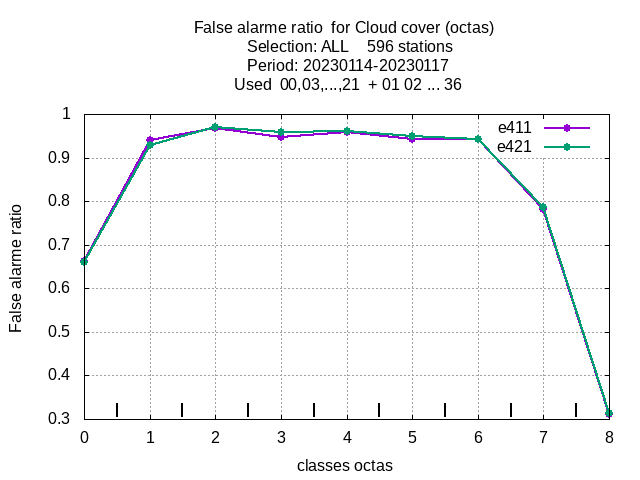 False alarme ratio  for Cloud cover (octas)
Selection: ALL    596 stations
Period: 20230114-20230117
Used  00,03,...,21  + 01 02 ... 36
e411
e421
1
0.9
0.8
0.7
0.6
0.5
0.4
0.3
False alarme ratio
0 1 2 3 4 5 6 7 8
classes octas